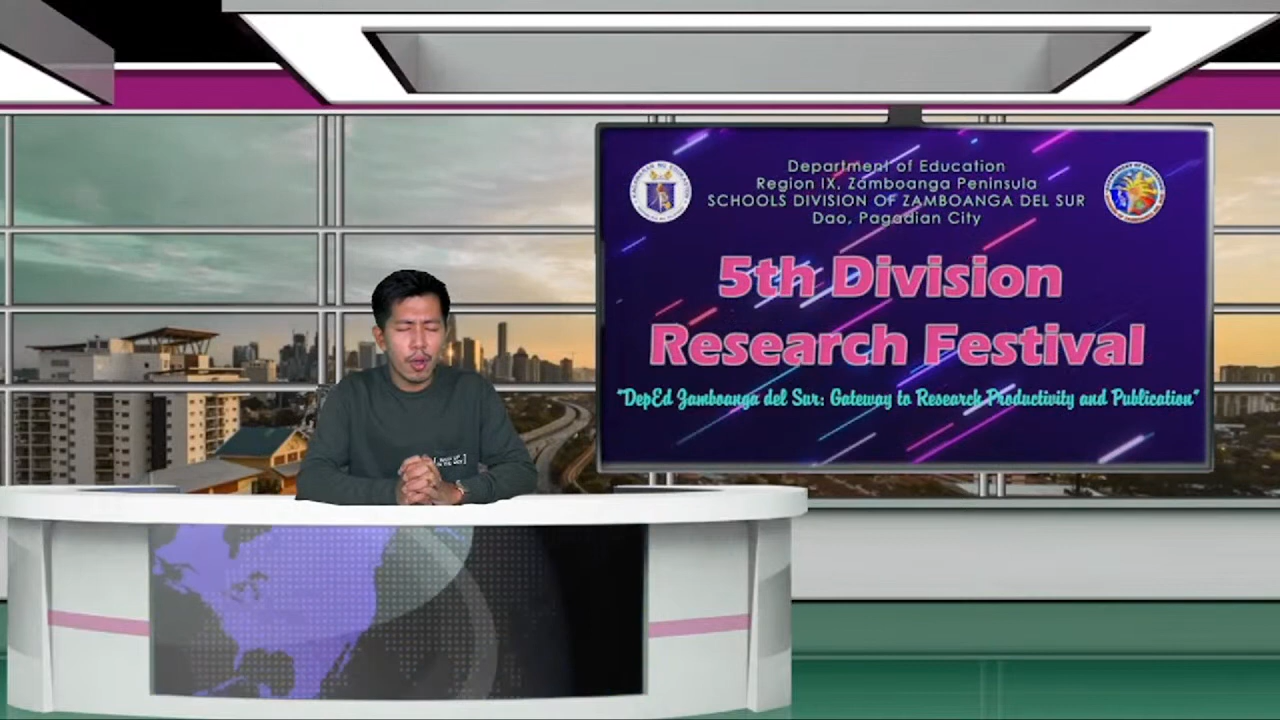 Department of Education
Region IX, Zamboanga Peninsula
SCHOOLS DIVISION OF ZAMBOANGA DEL SUR
Dao, Pagadian City
5th Division
Research Festival
"DepEd Zamboanga del Sur: Gateway to Research Productivity and Publication"